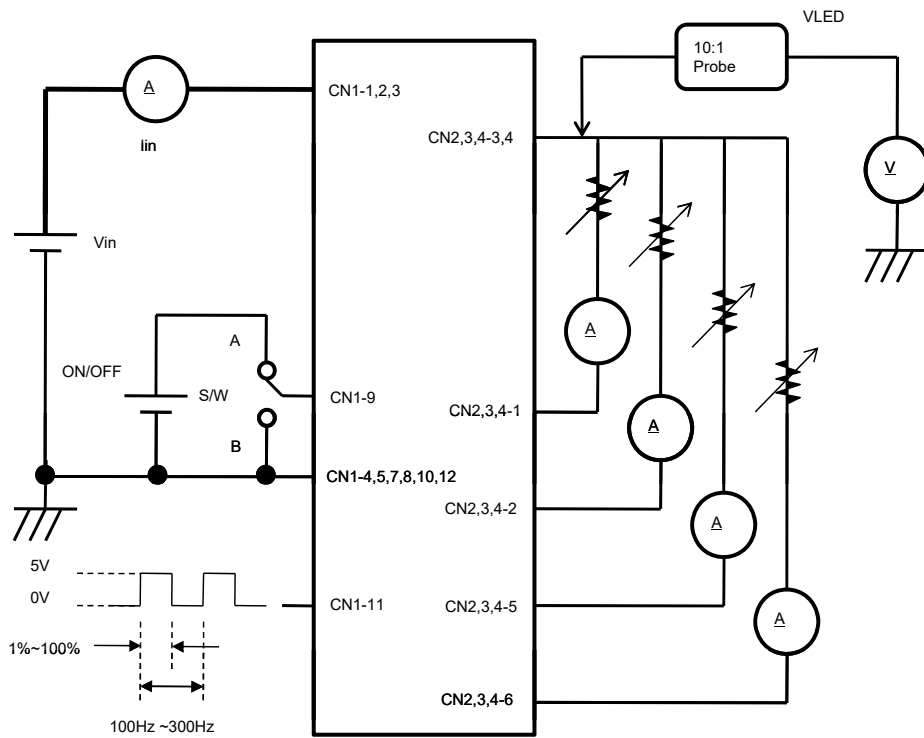 VLED
10:1
Probe
A
CN1-1,2,3
Iin
CN2,3,4-3,4
V
Vin
A
A
ON/OFF
S/W
CN1-9
CN2,3,4-1
A
B
CN1-4,5,7,8,10,12
CN2,3,4-2
A
5V
0V
CN1-11
CN2,3,4-5
A
1%~100%
CN2,3,4-6
100Hz ~300Hz